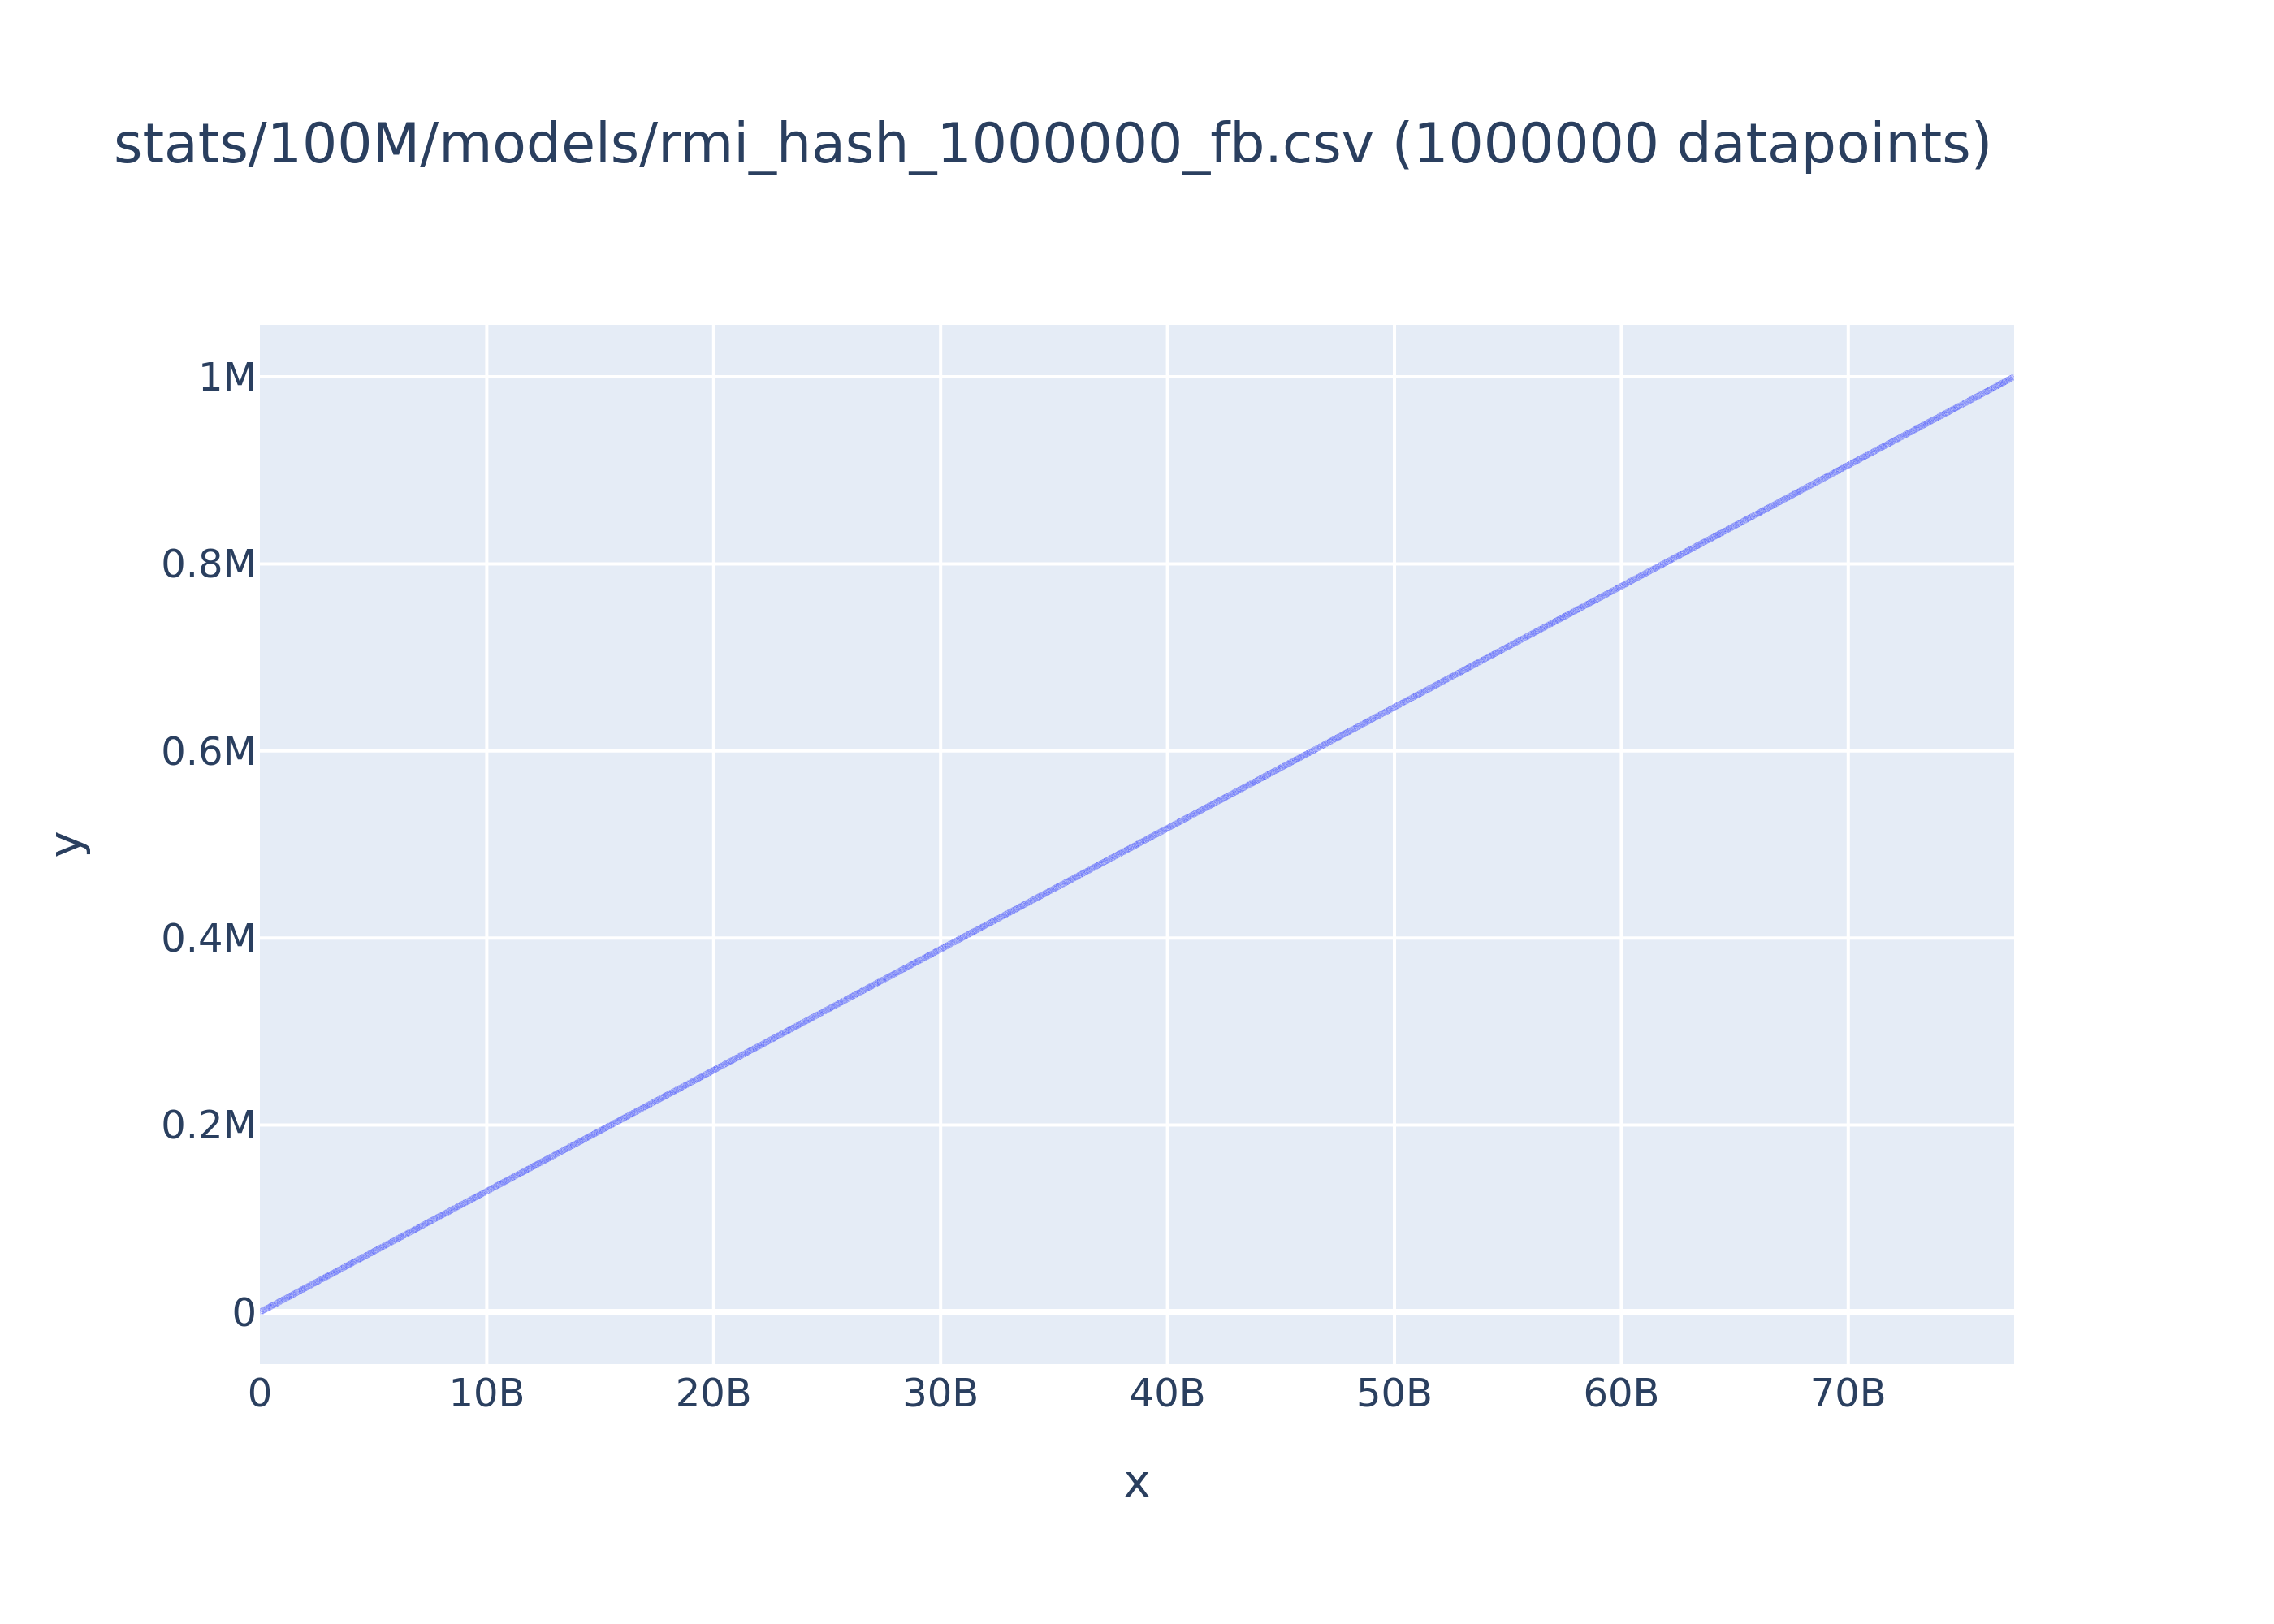 stats/100M/models/rmi_hash_1000000_fb.csv (1000000 datapoints)
1M
0.8M
0.6M
y
0.4M
0.2M
0
0 10B 20B 30B 40B 50B 60B 70B
x